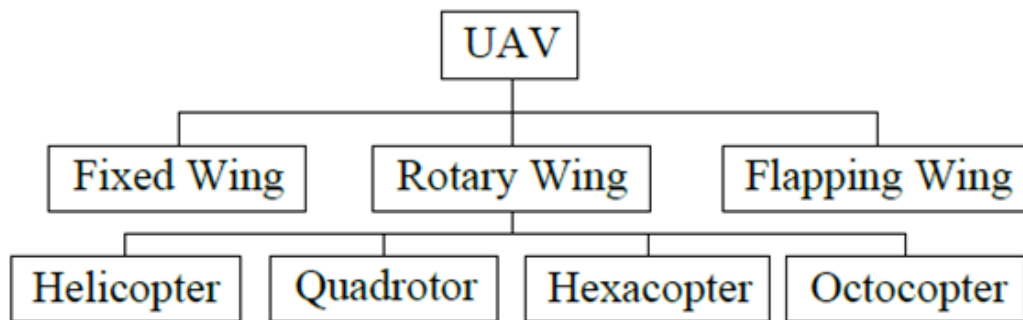 UAV
Fixed Wing
Rotary Wing
Flapping Wing
Helicopter
Quadrotor
Hexacopter
Octocopter